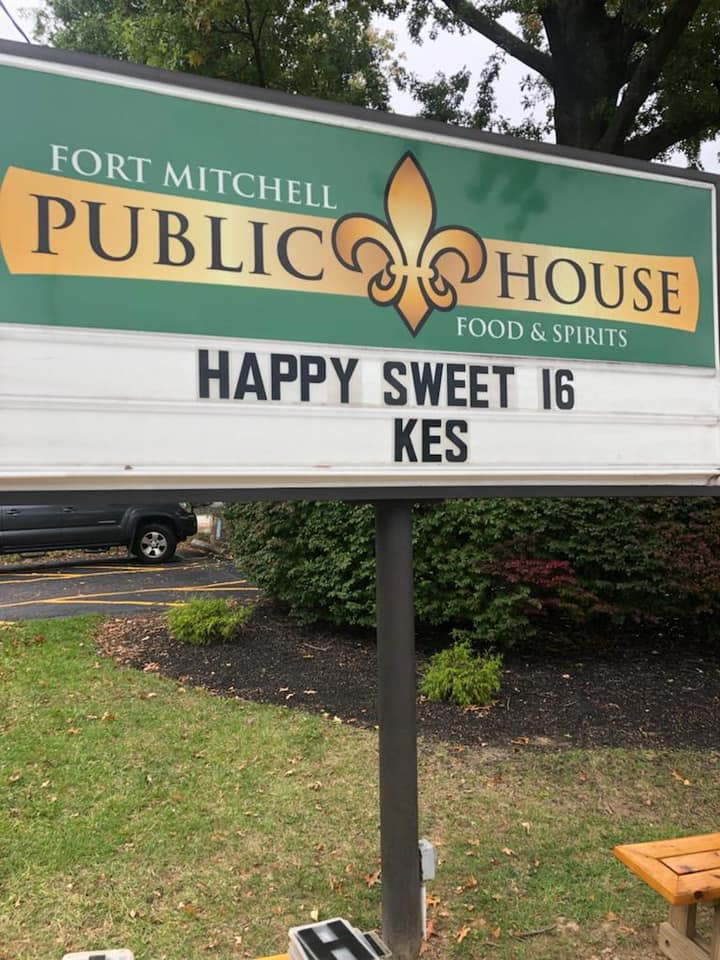 FORT MITCHELL
PUBLIC HOUSE
FOOD & SPIRITS
HAPPY SWEET 16
KES
H